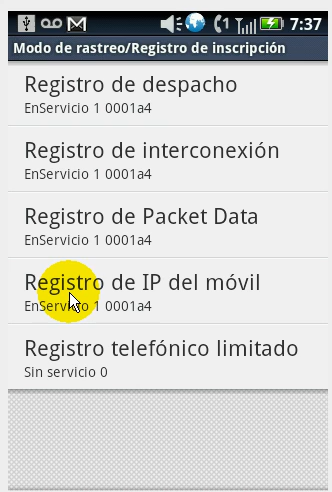 7:37
Modo de rastreo/Registro de inscripción
Registro de despacho
EnServicio 1 0001a4
Registro de interconexión
EnServicio 1 0001a4
Registro de Packet Data
EnServicio 1 0001a4
Registro de IP del móvil
EnServicio 1 0001a4
Registro telefónico limitado
Sin servicio 0